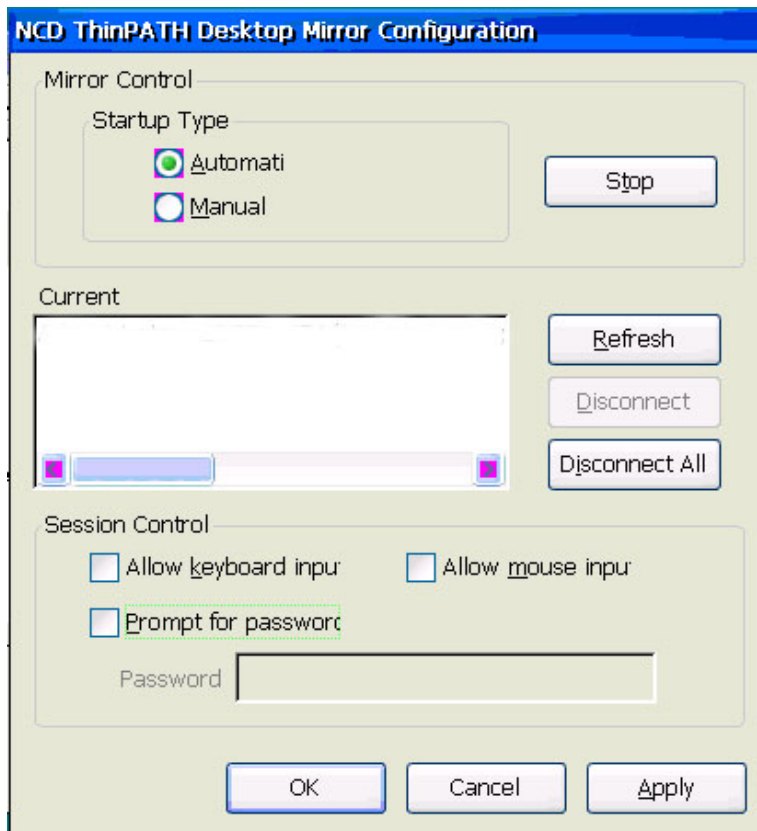 NCD ThinPATH Desktop Mirror Configuration
Mirror Control
Startup Type
Automati
Manual
Stop
Current
Refresh
Disconnect
Disconnect All
Session Control
Allow keyboard inpu
Allow mouse inpu
Prompt for password
Password
OK Cancel Apply